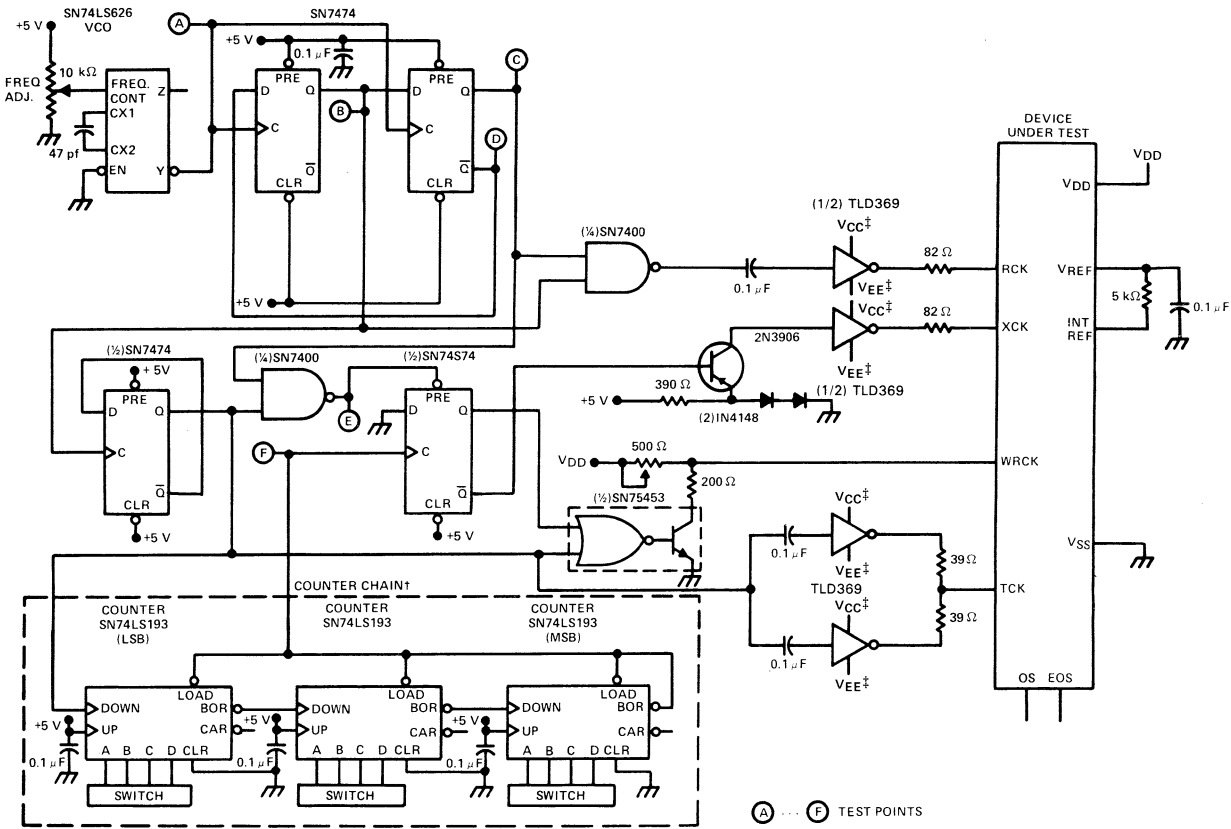 SN74LS626
VCO
+5 V
A
SN7474
+5 V
0.1 μF
C
10 kΩ
FREQ
ADJ.
FREQ.
CONT
Z
CX1
CX2
47 pf
EN
Y
PRE
D
Q
C
O
CLR
B
PRE
D
Q
C
Q
CLR
D
+5 V
DEVICE
UNDER TEST
VDD
VDD
(1/2) TLD369
VCC‡
(¼)SN7400
0.1 μF
VEE‡
82 Ω
RCK
VREF
5 kΩ
0.1 μF
VCC‡
82 Ω
XCK
INT
REF
2N3906
VEE‡
(1/2) TLD369
390 Ω
+5 V
(2)IN4148
(½)SN7474
+ 5V
PRE
D
Q
C
Q
CLR
+5 V
(¼)SN7400
E
F
(½)SN74S74
PRE
D
Q
C
Q
CLR
+5 V
500 Ω
VDD
WRCK
200 Ω
(½)SN75453
VCC‡
0.1 μF
VEE‡
TLD369
39 Ω
TCK
VSS
VCC‡
39 Ω
0.1 μF
VEE‡
OS EOS
COUNTER CHAIN†
COUNTER
SN74LS193
(LSB)
COUNTER
SN74LS193
COUNTER
SN74LS193
(MSB)
LOAD
DOWN
BOR
UP
CAR
A B C D CLR
+5 V
0.1 μF
SWITCH
LOAD
DOWN
BOR
UP
CAR
A B C D CLR
+5 V
0.1 μF
SWITCH
LOAD
DOWN
BOR
UP
CAR
A B C D CLR
+5 V
0.1 μF
SWITCH
A ... F TEST POINTS